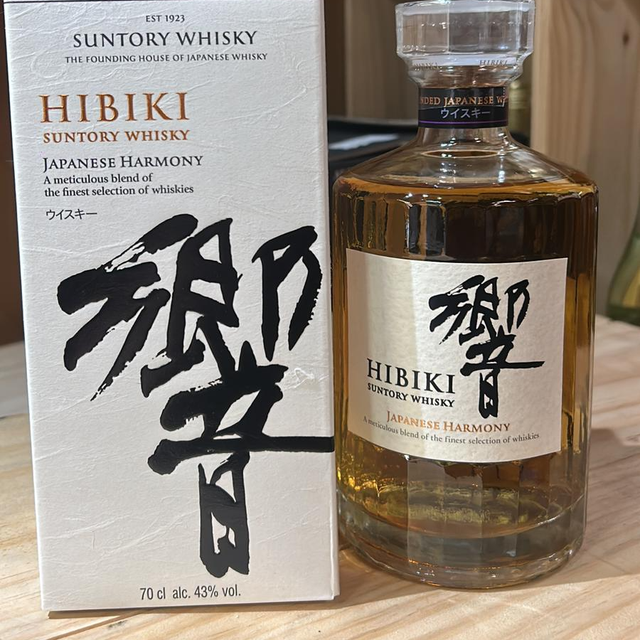 EST 1923
SUNTORY WHISKY
THE FOUNDING HOUSE OF JAPANESE WHISKY
HIBIKI
SUNTORY WHISKY
JAPANESE HARMONY
A meticulous blend of
the finest selection of whiskies
ウイスキー
響
70 cl alc. 43% vol.
HIBIKI
JAPANESE
ウイスキー
響
HIBIKI
SUNTORY WHISKY
JAPANESE HARMONY
A meticulous blend of the finest selection of whiskies